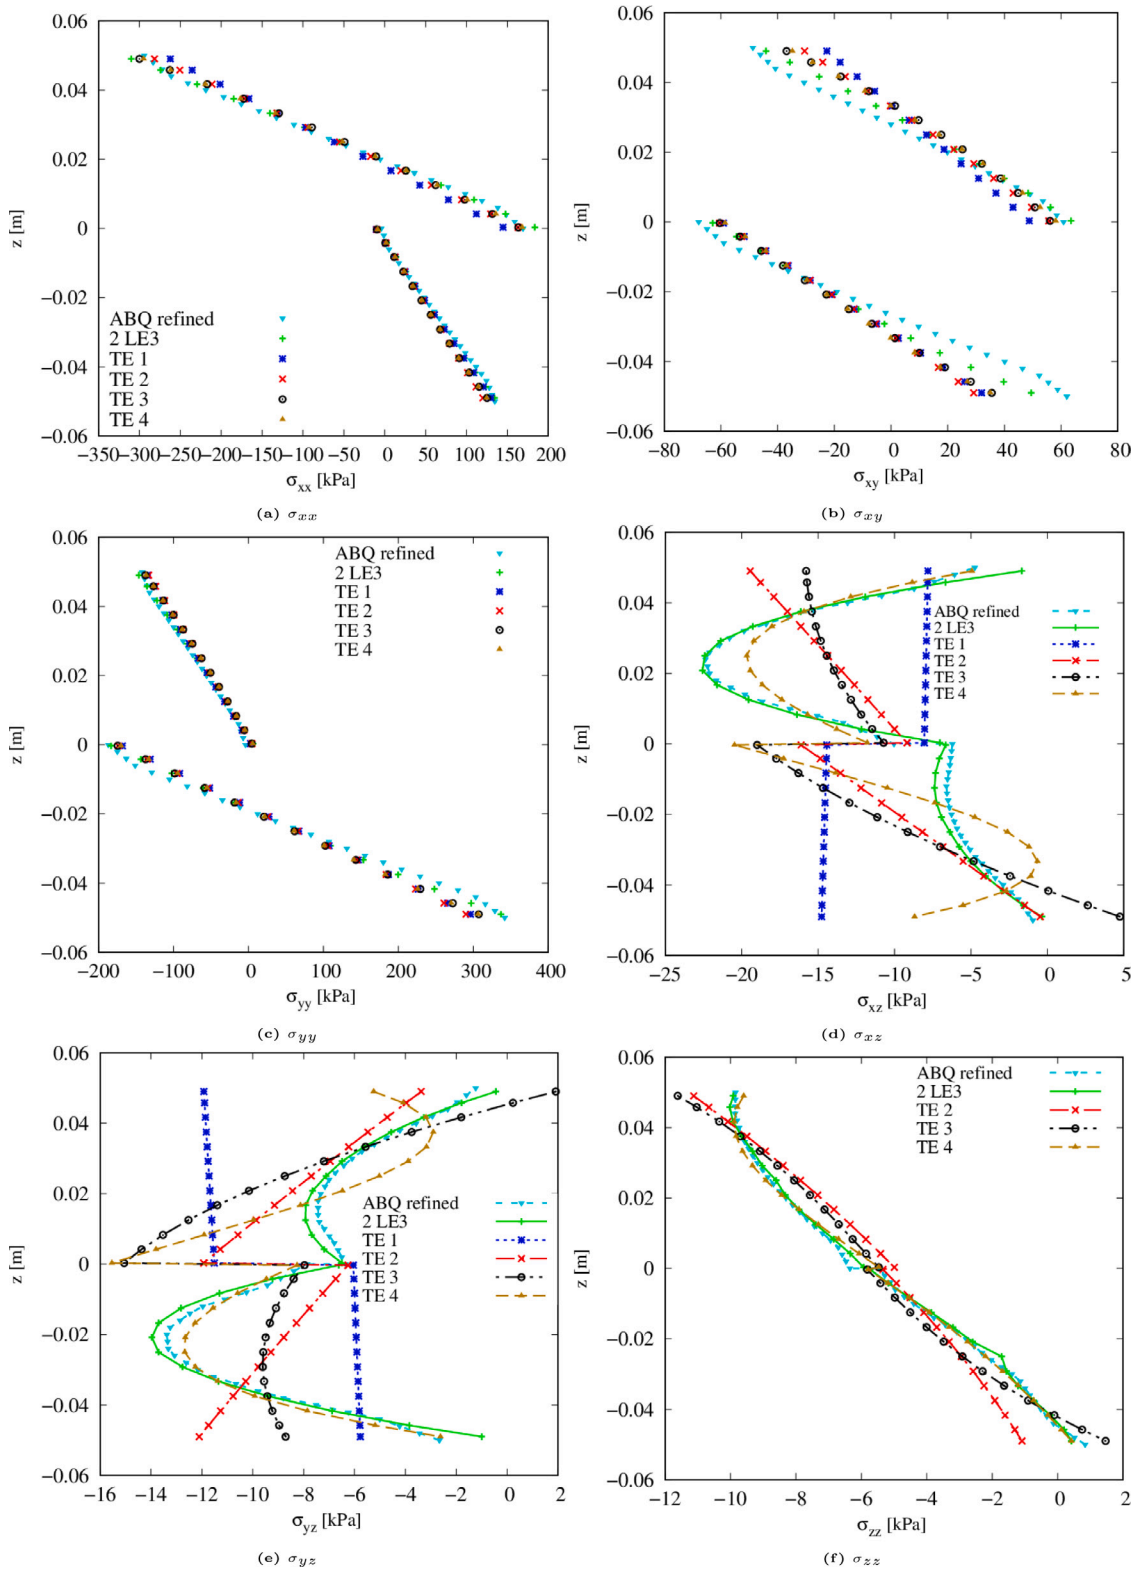 0.06
0.04
0.02
0
−0.02
−0.04
−0.06
z [m]
ABQ refined
2 LE3
TE 1
TE 2
TE 3
TE 4
−350−300−250−200−150−100 −50 0 50 100 150 200
σxx [kPa]
(a) σxx
0.06
0.04
0.02
0
−0.02
−0.04
−0.06
z [m]
−80 −60 −40 −20 0 20 40 60 80
σxy [kPa]
(b) σxy
0.06
0.04
0.02
0
−0.02
−0.04
−0.06
z [m]
ABQ refined
2 LE3
TE 1
TE 2
TE 3
TE 4
−200 −100 0 100 200 300 400
σyy [kPa]
(c) σyy
0.06
0.04
0.02
0
−0.02
−0.04
−0.06
z [m]
ABQ refined
2 LE3
TE 1
TE 2
TE 3
TE 4
−25 −20 −15 −10 −5 0 5
σxz [kPa]
(d) σxz
0.06
0.04
0.02
0
−0.02
−0.04
−0.06
z [m]
ABQ refined
2 LE3
TE 1
TE 2
TE 3
TE 4
−16 −14 −12 −10 −8 −6 −4 −2 0 2
σyz [kPa]
(e) σyz
0.06
0.04
0.02
0
−0.02
−0.04
−0.06
z [m]
ABQ refined
2 LE3
TE 2
TE 3
TE 4
−12 −10 −8 −6 −4 −2 0 2
σzz [kPa]
(f) σzz